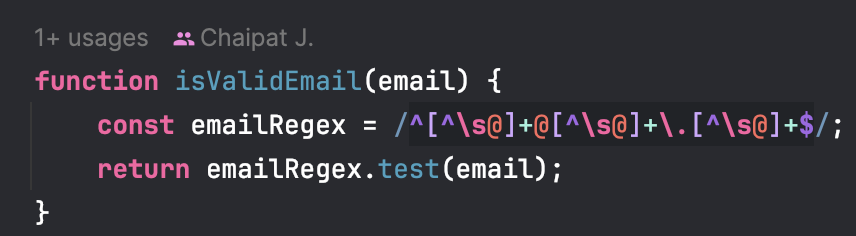 1+ usages Chaipat J.
function isValidEmail(email) {
    const emailRegex = /^[^\s@]+@[^\s@]+\.[^\s@]+$/;
    return emailRegex.test(email);
}